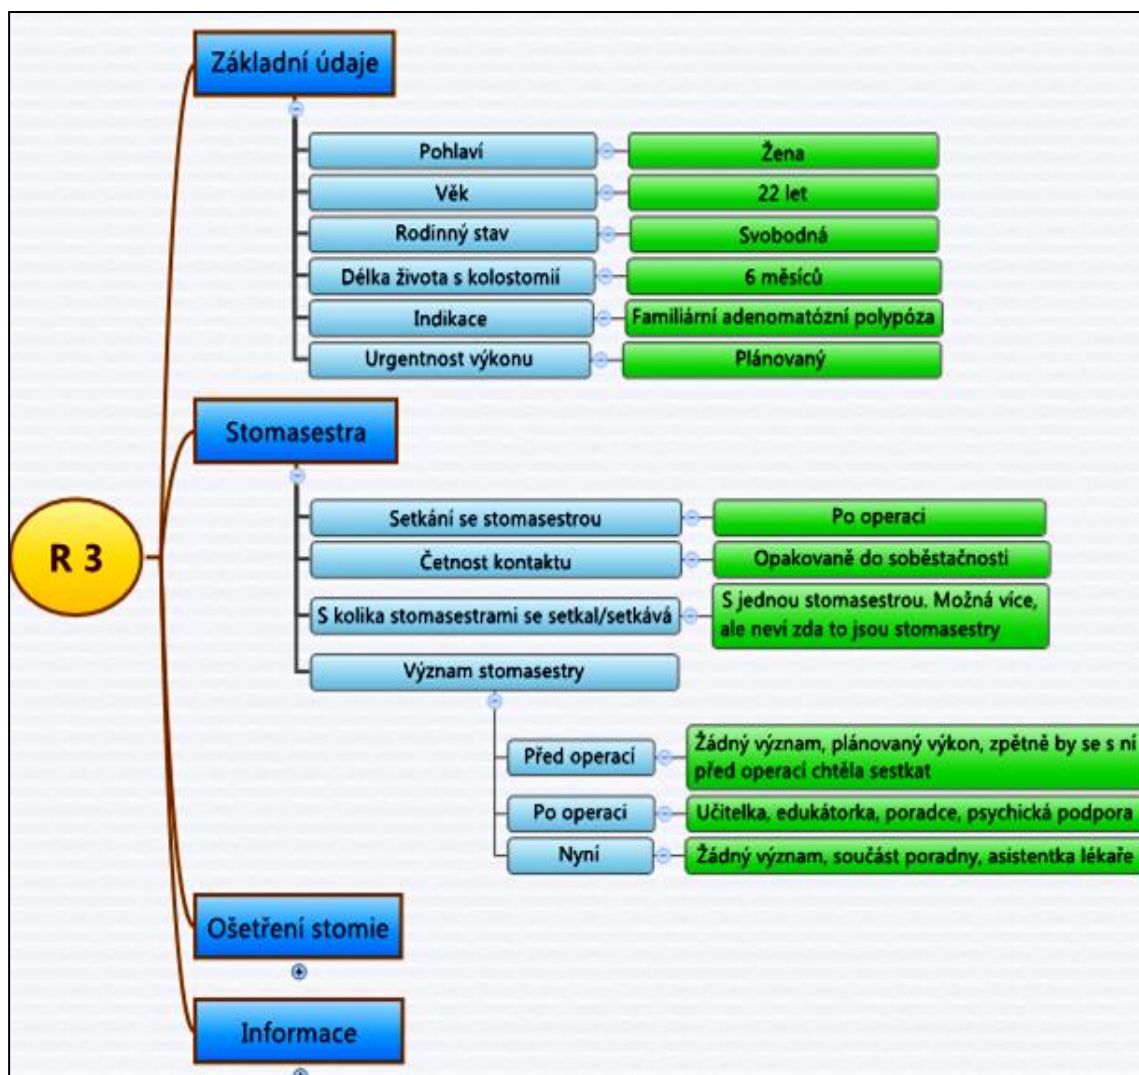 Základní údaje
Pohlaví
Žena
Věk
22 let
Rodinný stav
Svobodná
Délka života s kolostomií
6 měsíců
Indikace
Familiární adenomatózní polypóza
Urgentnost výkonu
Plánovaný
Stomasestra
R 3
Setkání se stomasestrou
Po operaci
Četnost kontaktu
Opakovaně do soběstačnosti
S kolika stomasestrami se setkal/setkává
S jednou stomasestrou. Možná více,
ale neví zda to jsou stomasestry
Význam stomasestry
Před operací
Žádný význam, plánovaný výkon, zpětně by se s ní
před operací chtěla sestkat
Po operaci
Učitelka, edukátorka, poradce, psychická podpora
Nyní
Žádný význam, součást poradny, asistentka lékaře
Ošetření stomie
Informace